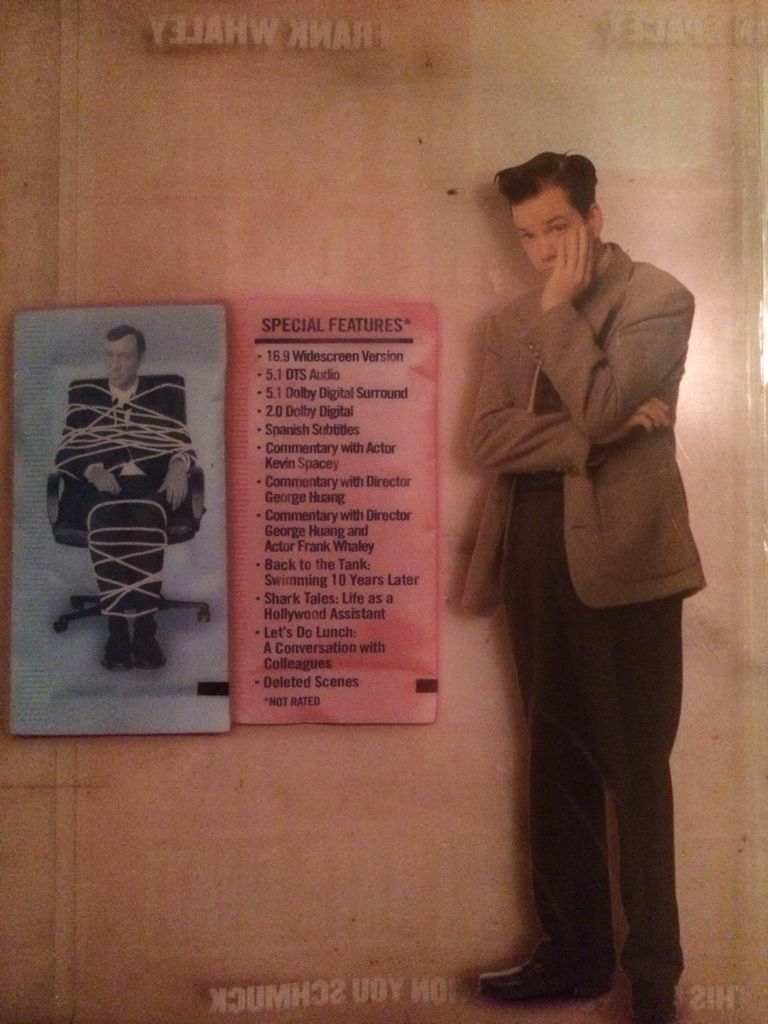 FRANK WHALEY
SPACEY
SPECIAL FEATURES*
• 16.9 Widescreen Version
• 5.1 DTS Audio
• 5.1 Dolby Digital Surround
• 2.0 Dolby Digital
• Spanish Subtitles
• Commentary with Actor
Kevin Spacey
• Commentary with Director
George Huang
• Commentary with Director
George Huang and
Actor Frank Whaley
• Back to the Tank:
Swimming 10 Years Later
• Shark Tales: Life as a
Hollywood Assistant
• Let's Do Lunch:
A Conversation with
Colleagues
• Deleted Scenes
*NOT RATED
YOU SCHMUCK
THIS